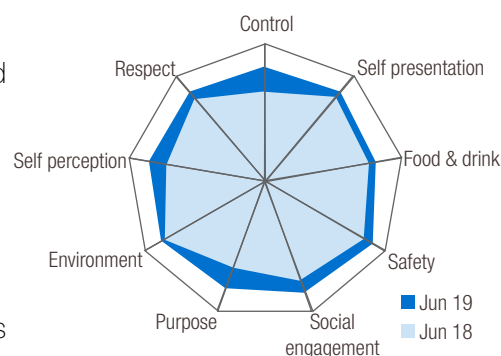 Control
Respect
Self presentation
d
Self perception
Food & drink
Environment
Safety
Purpose
Social
engagement
Jun 19
Jun 18
s